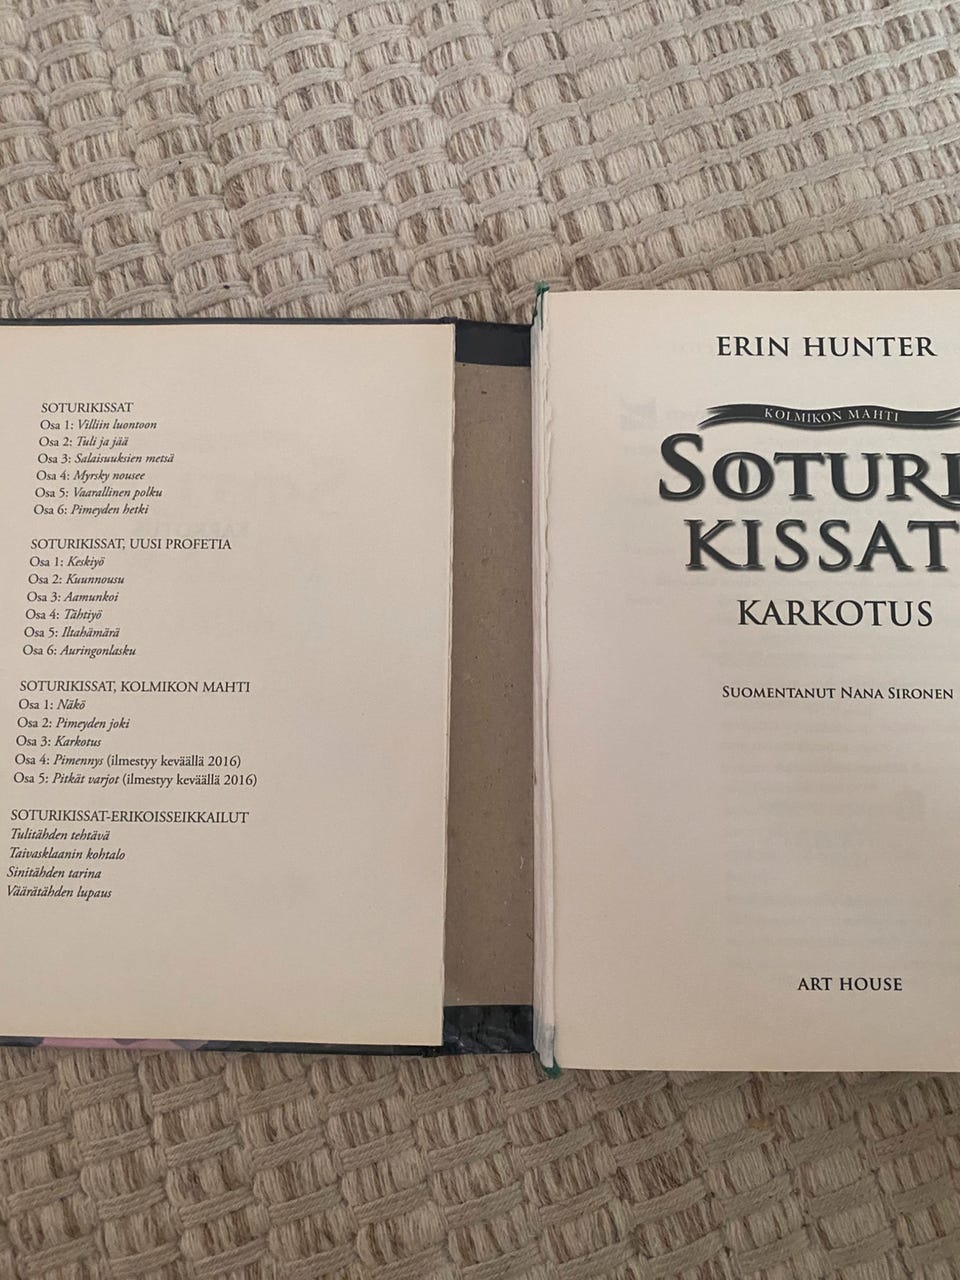 SOTURIKISSAT
Osa 1: Villiin luontoon
Osa 2: Tuli ja jää
Osa 3: Salaisuuksien metsä
Osa 4: Myrsky nousee
Osa 5: Vaarallinen polku
Osa 6: Pimeyden hetki
SOTURIKISSAT, UUSI PROFETIA
Osa 1: Keskiyö
Osa 2: Kuunnousu
Osa 3: Aamunkoi
Osa 4: Tähtiyö
Osa 5: Iltahämärä
Osa 6: Auringonlasku
SOTURIKISSAT, KOLMIKON MAHTI
Osa 1: Näkö
Osa 2: Pimeyden joki
Osa 3: Karkotus
Osa 4: Pimennys (ilmestyy keväällä 2016)
Osa 5: Pitkät varjot (ilmestyy keväällä 2016)
SOTURIKISSAT-ERIKOISSEIKKAILUT
Tulitähden tehtävä
Taivasklaanin kohtalo
Sinitähden tarina
Väärätähden lupaus
ERIN HUNTER
KOLMIKON MAHTI
SOTURI
KISSAT
KARKOTUS
SUOMENTANUT NANA SIRONEN
ART HOUSE